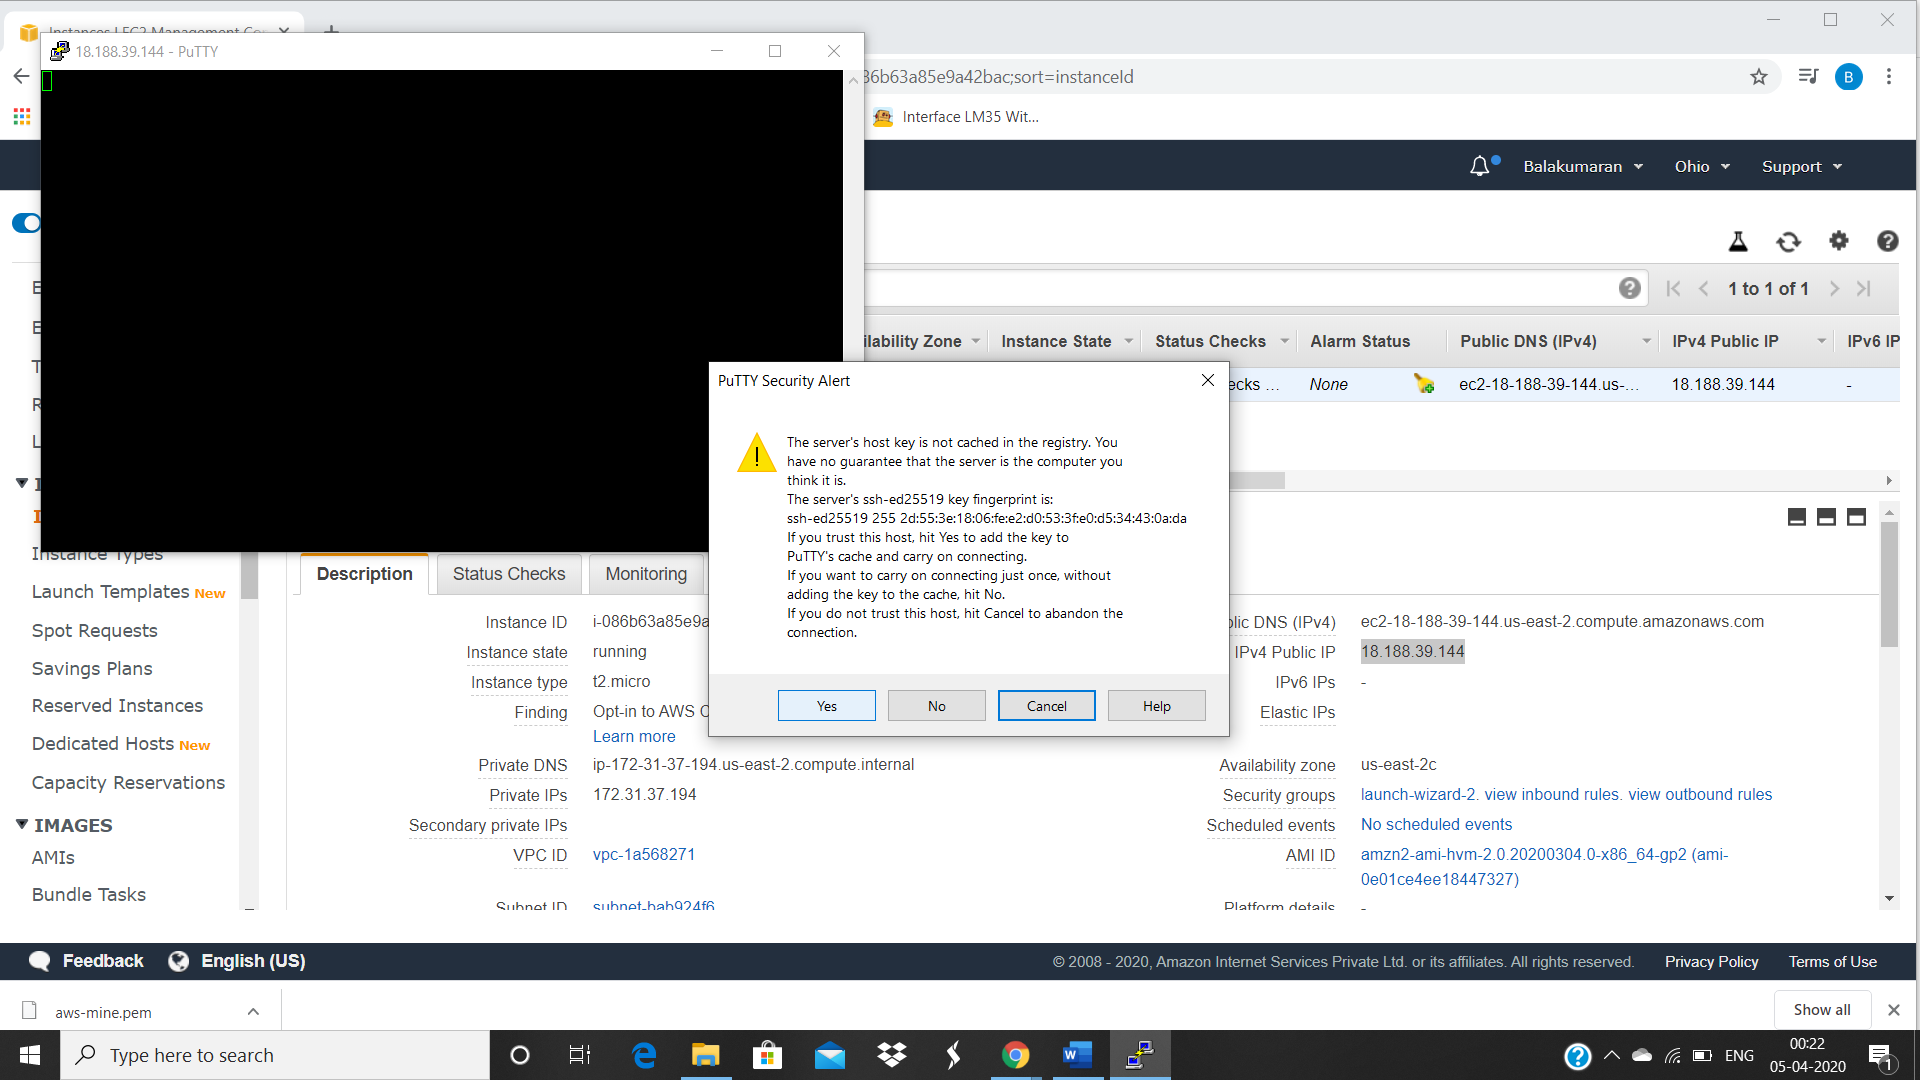 Instances | EC2 Management Co
18.188.39.144 - PuTTY
36b63a85e9a42bac;sort=instanceId
B
Interface LM35 Wit...
Balakumaran
Ohio
Support
1 to 1 of 1
ilability Zone
Instance State
Status Checks
Alarm Status
Public DNS (IPv4)
IPv4 Public IP
IPv6 IP
ecks ...
None
ec2-18-188-39-144.us-...
18.188.39.144
-
PuTTY Security Alert
The server's host key is not cached in the registry. You
have no guarantee that the server is the computer you
think it is.
The server's ssh-ed25519 key fingerprint is:
ssh-ed25519 255 2d:55:3e:18:06:fe:e2:d0:53:3f:e0:d5:34:43:0a:da
If you trust this host, hit Yes to add the key to
PuTTY's cache and carry on connecting.
If you want to carry on connecting just once, without
adding the key to the cache, hit No.
If you do not trust this host, hit Cancel to abandon the
connection.
Yes
No
Cancel
Help
Instance Types
Launch Templates New
Spot Requests
Savings Plans
Reserved Instances
Dedicated Hosts New
Capacity Reservations
IMAGES
AMIs
Bundle Tasks
Description
Status Checks
Monitoring
Instance ID i-086b63a85e9a
Instance state running
Instance type t2.micro
Finding Opt-in to AWS C
Learn more
Private DNS ip-172-31-37-194.us-east-2.compute.internal
Private IPs 172.31.37.194
Secondary private IPs
VPC ID vpc-1a568271
Subnet ID subnet-bab924f6
blic DNS (IPv4) ec2-18-188-39-144.us-east-2.compute.amazonaws.com
IPv4 Public IP 18.188.39.144
IPv6 IPs -
Elastic IPs
Availability zone us-east-2c
Security groups launch-wizard-2. view inbound rules. view outbound rules
Scheduled events No scheduled events
AMI ID amzn2-ami-hvm-2.0.20200304.0-x86_64-gp2 (ami-
0e01ce4ee18447327)
Platform details -
Feedback
English (US)
© 2008 - 2020, Amazon Internet Services Private Ltd. or its affiliates. All rights reserved.
Privacy Policy
Terms of Use
aws-mine.pem
Show all
Type here to search
ENG
00:22
05-04-2020
1